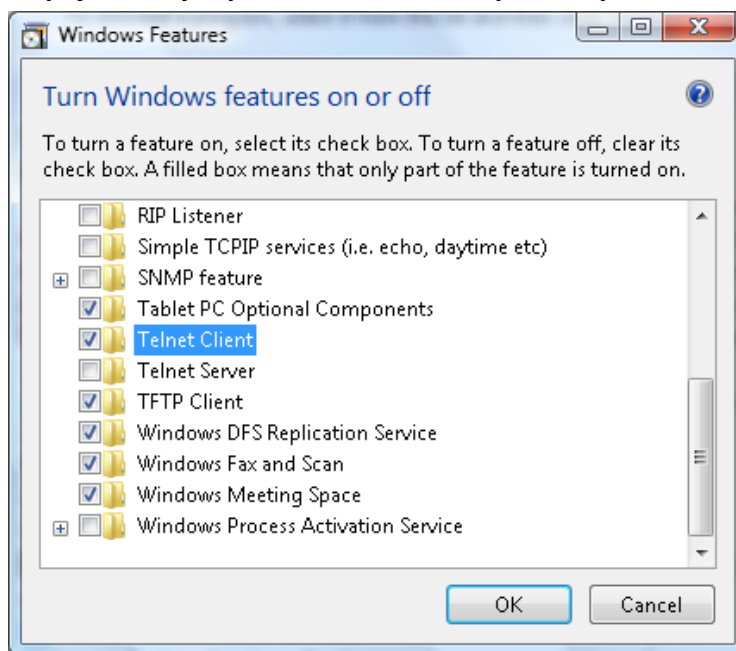 Windows Features
Turn Windows features on or off
To turn a feature on, select its check box. To turn a feature off, clear its
check box. A filled box means that only part of the feature is turned on.
RIP Listener
Simple TCPIP services (i.e. echo, daytime etc)
SNMP feature
Tablet PC Optional Components
Telnet Client
Telnet Server
TFTP Client
Windows DFS Replication Service
Windows Fax and Scan
Windows Meeting Space
Windows Process Activation Service
OK Cancel